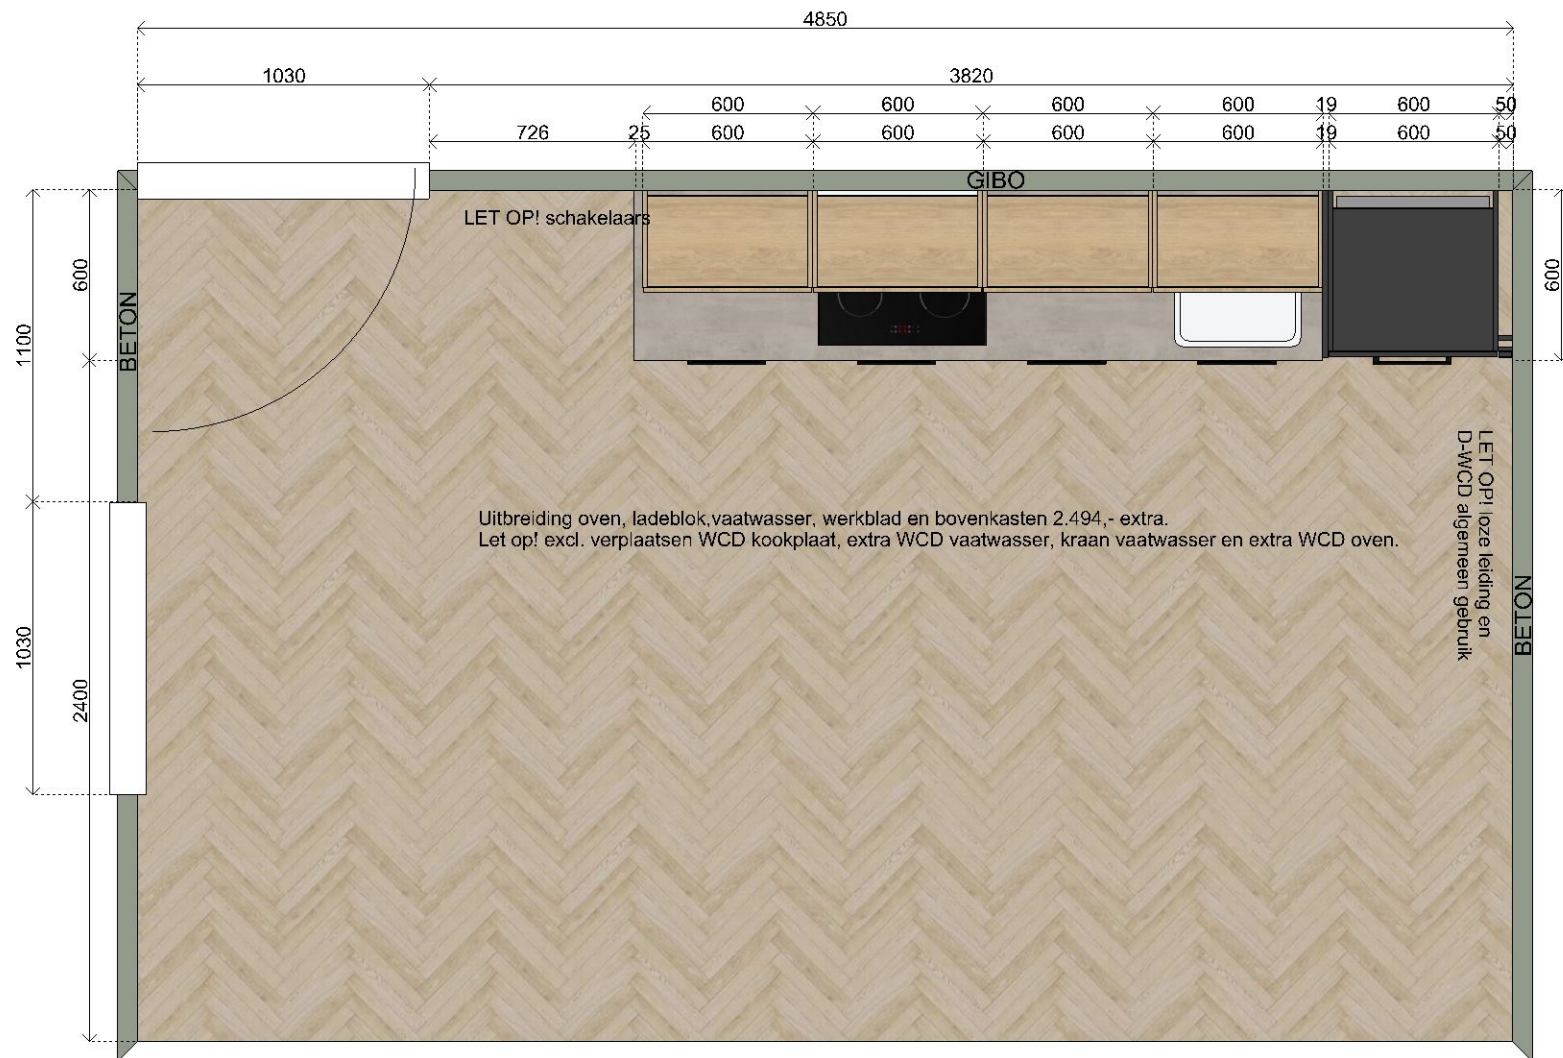 4850
1030 3820
600 600 600 600 19 600 50
726 25 600 600 600 600 19 600 50
GIBO
LET OP! schakelaars
600
1100
BETON
600
LET OP! loze leiding en
D-WCD algemeen gebruik
Uitbreiding oven, ladeblok,vaatwasser, werkblad en bovenkasten 2.494,- extra.
Let op! excl. verplaatsen WCD kookplaat, extra WCD vaatwasser, kraan vaatwasser en extra WCD oven.
1030
2400
BETON